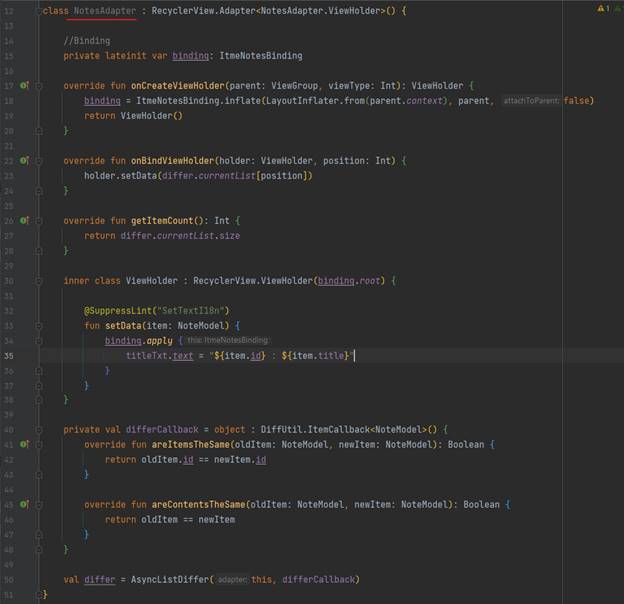 1
12 class NotesAdapter : RecyclerView.Adapter<NotesAdapter.ViewHolder>() {
13
14 //Binding
15 private lateinit var binding: ItmeNotesBinding
16
17 override fun onCreateViewHolder(parent: ViewGroup, viewType: Int): ViewHolder {
18 binding = ItmeNotesBinding.inflate(LayoutInflater.from(parent.context), parent, attachToParent: false)
19 return ViewHolder()
20 }
21
22 override fun onBindViewHolder(holder: ViewHolder, position: Int) {
23 holder.setData(differ.currentList[position])
24 }
25
26 override fun getItemCount(): Int {
27 return differ.currentList.size
28 }
29
30 inner class ViewHolder : RecyclerView.ViewHolder(binding.root) {
31
32 @SuppressLint("SetTextI18n")
33 fun setData(item: NoteModel) {
34 binding.apply { this: ItmeNotesBinding
35 titleTxt.text = "${item.id} : ${item.title}"
36 }
37 }
38 }
39
40 private val differCallback = object : DiffUtil.ItemCallback<NoteModel>() {
41 override fun areItemsTheSame(oldItem: NoteModel, newItem: NoteModel): Boolean {
42 return oldItem.id == newItem.id
43 }
44
45 override fun areContentsTheSame(oldItem: NoteModel, newItem: NoteModel): Boolean {
46 return oldItem == newItem
47 }
48 }
49
50 val differ = AsyncListDiffer( adapter: this, differCallback)
51 }